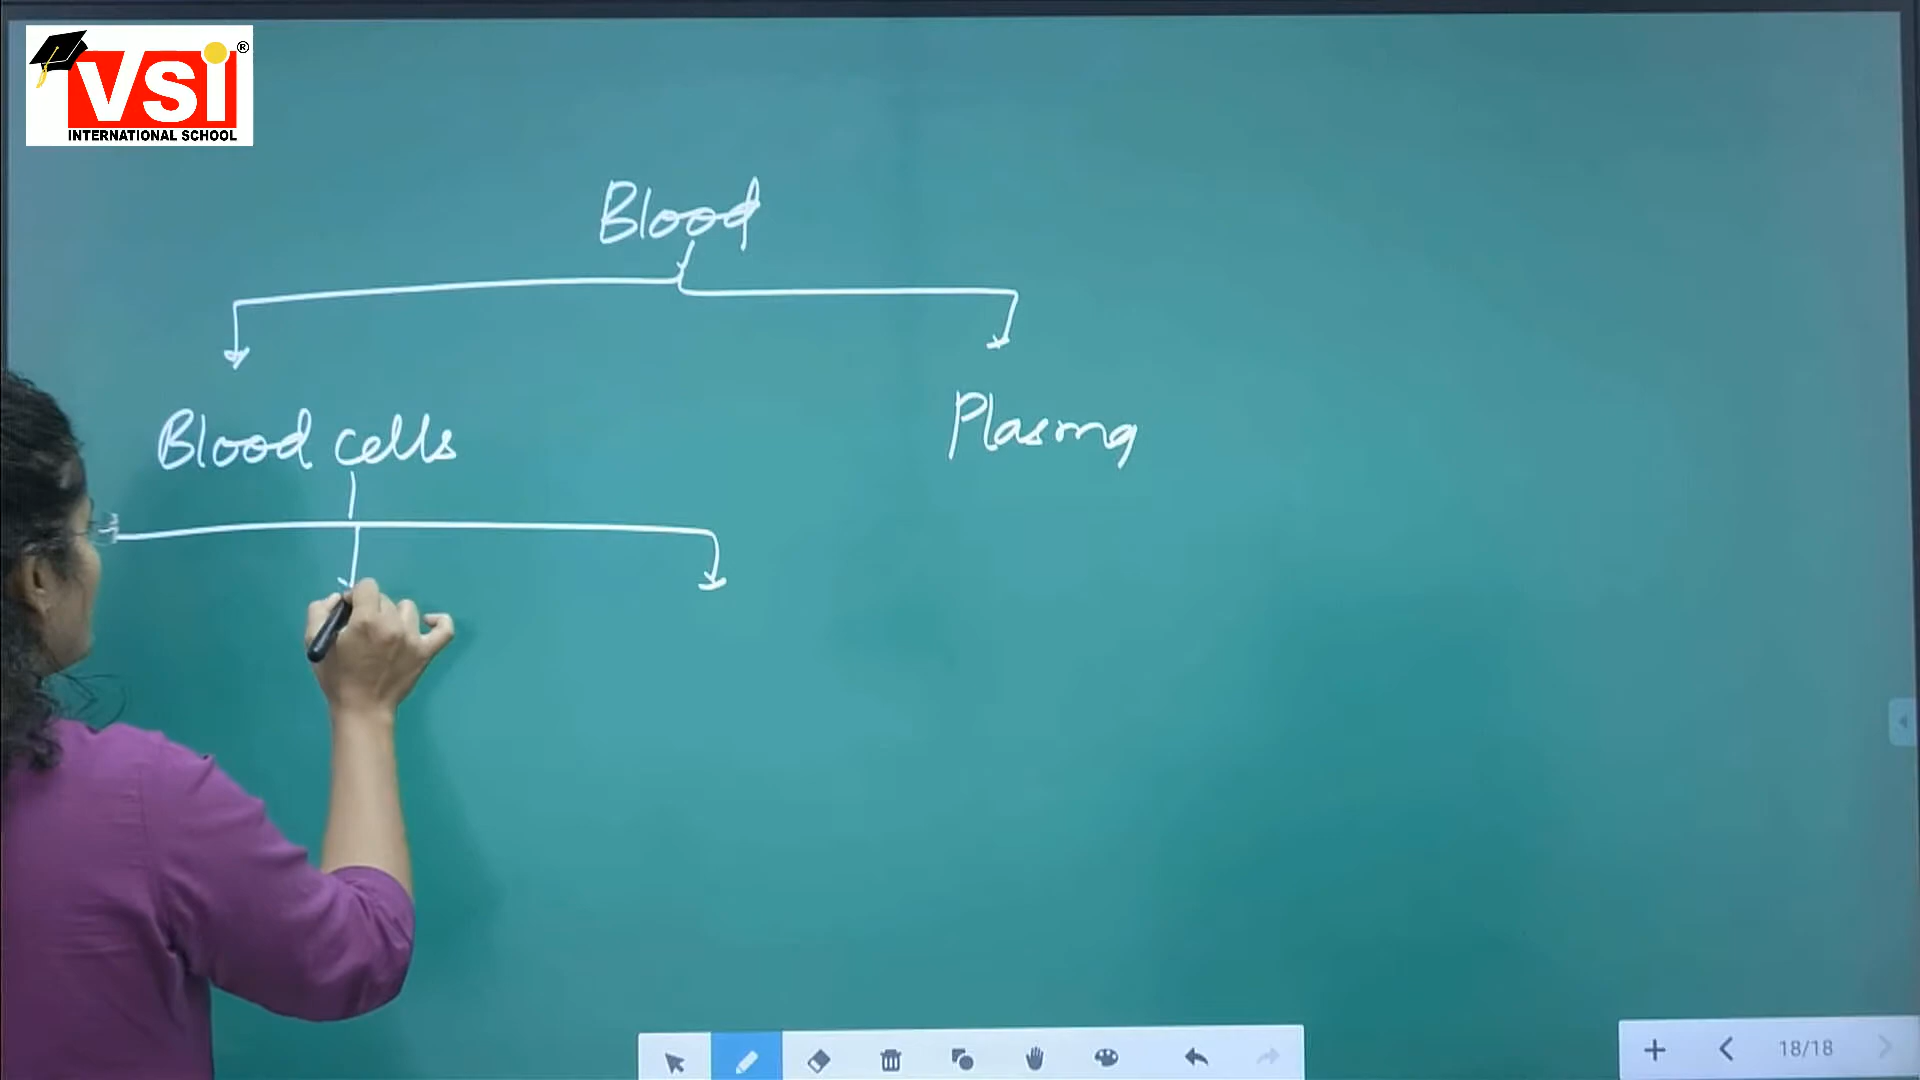 VSI®
INTERNATIONAL SCHOOL
Blood
Blood cells
Plasma
18/18